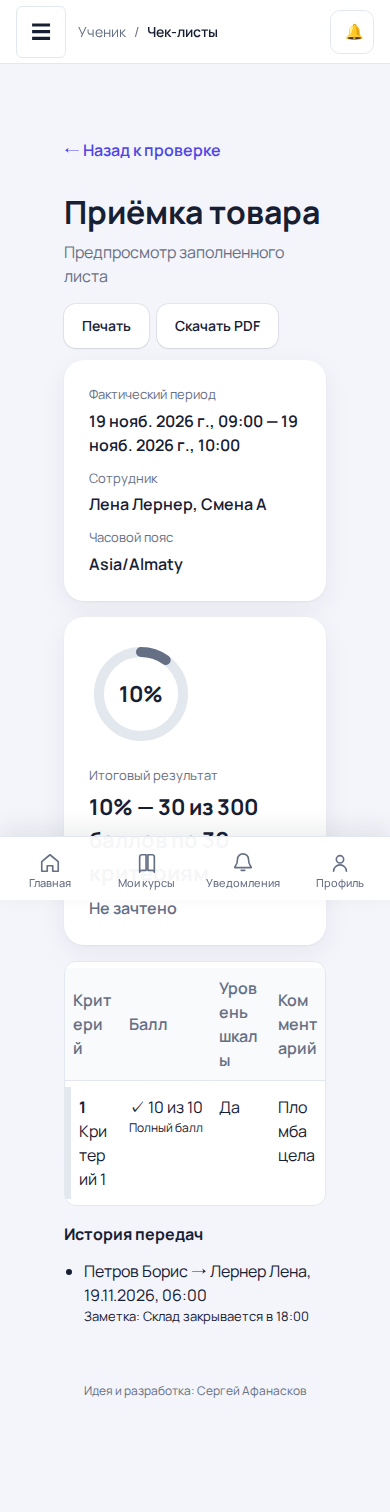 ☰ Ученик / Чек-листы
← Назад к проверке
Приёмка товара
Предпросмотр заполненного
листа
Печать Скачать PDF
Фактический период
19 нояб. 2026 г., 09:00 — 19
нояб. 2026 г., 10:00
Сотрудник
Лена Лернер, Смена А
Часовой пояс
Asia/Almaty
10%
Итоговый результат
10% — 30 из 300
баллов по 30
критериям
Главная Мои курсы Уведомления Профиль
Не зачтено
Крит
ери
й
Балл
Уров
ень
шкал
ы
Ком
мент
арий
1
Кри
тер
ий 1
✓ 10 из 10
Полный балл
Да
Пло
мба
цела
История передач
• Петров Борис → Лернер Лена,
19.11.2026, 06:00
Заметка: Склад закрывается в 18:00
Идея и разработка: Сергей Афанасков